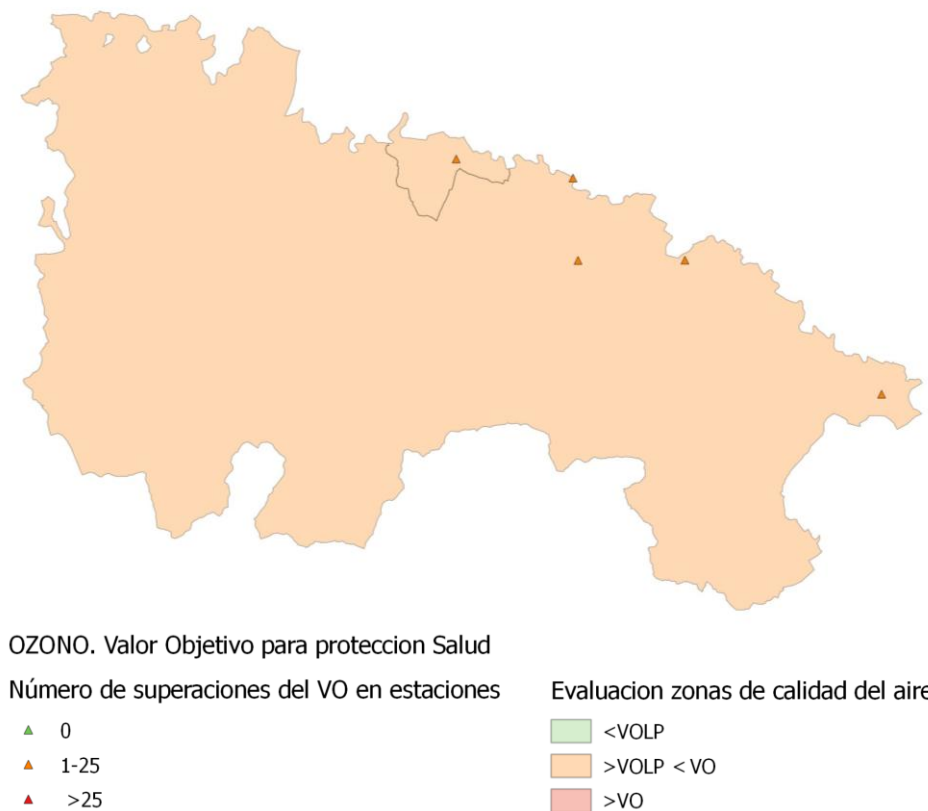 OZONO. Valor Objetivo para proteccion Salud
Número de superaciones del VO en estaciones
0
1-25
>25
Evaluacion zonas de calidad del aire
<VOLP
>VOLP < VO
>VO